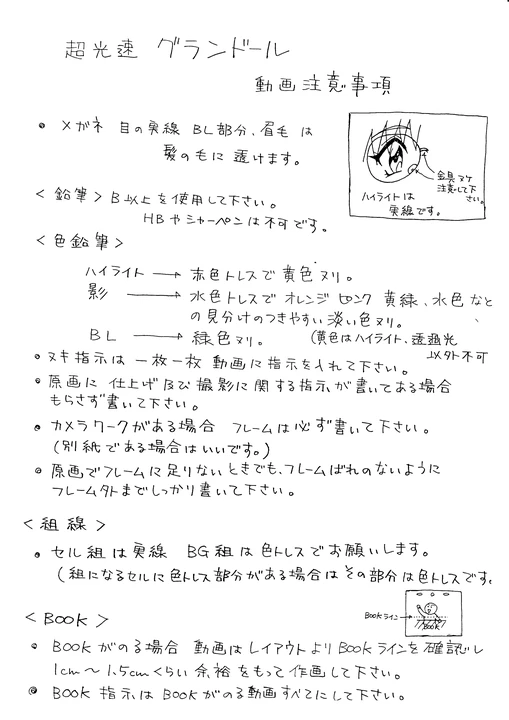 超光速 グランドール
動画注意事項
• メガネ 目の実線 BL部分、眉毛 は
髪の毛に透けます。
金具ヌケ
注意して下
さい。
ハイライトは
実線です。
<鉛筆> B以上を使用して下さい。
HBやシャーペンは不可です。
<色鉛筆>
ハイライト → 赤色トレスで 黄色ヌリ。
影 → 水色トレスで オレンジ ピンク 黄緑、水色など
の見分けのつきやすい淡い色ヌリ。
BL → 緑色ヌリ。 (黄色はハイライト、透過光
以外不可
• ヌキ指示は 一枚一枚 動画に指示を入れて下さい。
• 原画に 仕上げ及び撮影に関する指示が書いてある場合
もらさず書いて下さい。
• カメラワークがある場合 フレームは必ず書いて下さい。
(別紙である場合はいいです。)
• 原画でフレームに足りないときでも、フレームばれのないように
フレーム外までしっかり書いて下さい。
<組線>
• セル組は実線 BG組は色トレスでお願いします。
(組になるセルに色トレス部分がある場合はその部分は色トレスです。
<BOOK>
BOOKライン→
BOOK
• BOOKがのる場合 動画はレイアウトよりBOOKラインを確認し
1cm〜1.5cmくらい余裕をもって作画して下さい。
• BOOK 指示はBOOKがのる動画すべてにして下さい。